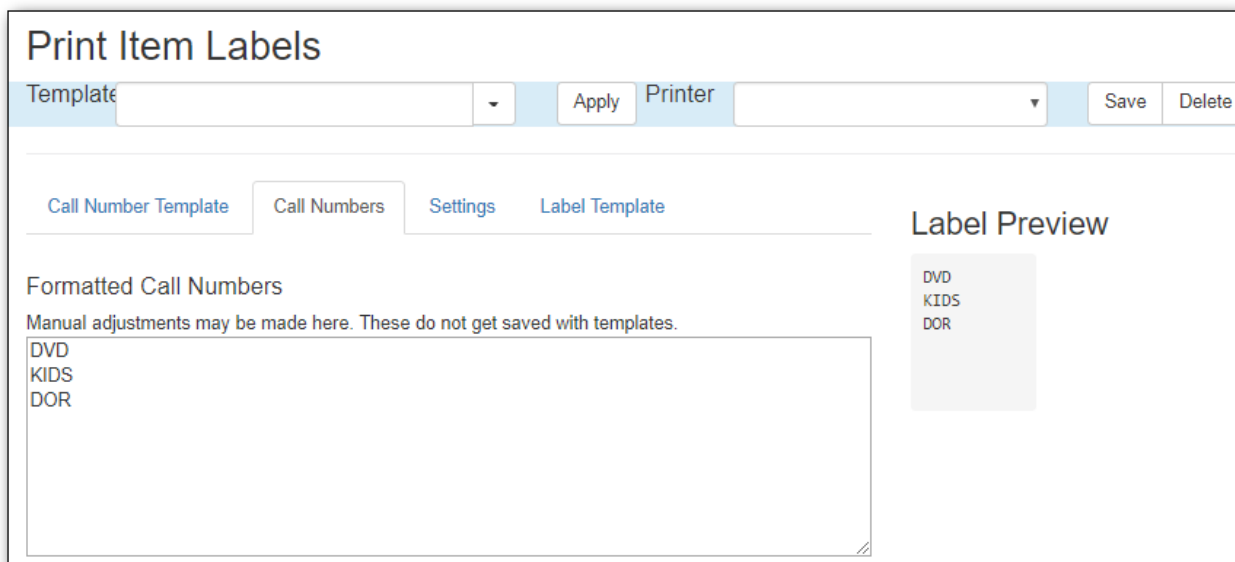 Print Item Labels
Template Apply Printer Save Delete
Call Number Template Call Numbers Settings Label Template
Label Preview
Formatted Call Numbers
Manual adjustments may be made here. These do not get saved with templates.
DVD
KIDS
DOR
DVD
KIDS
DOR